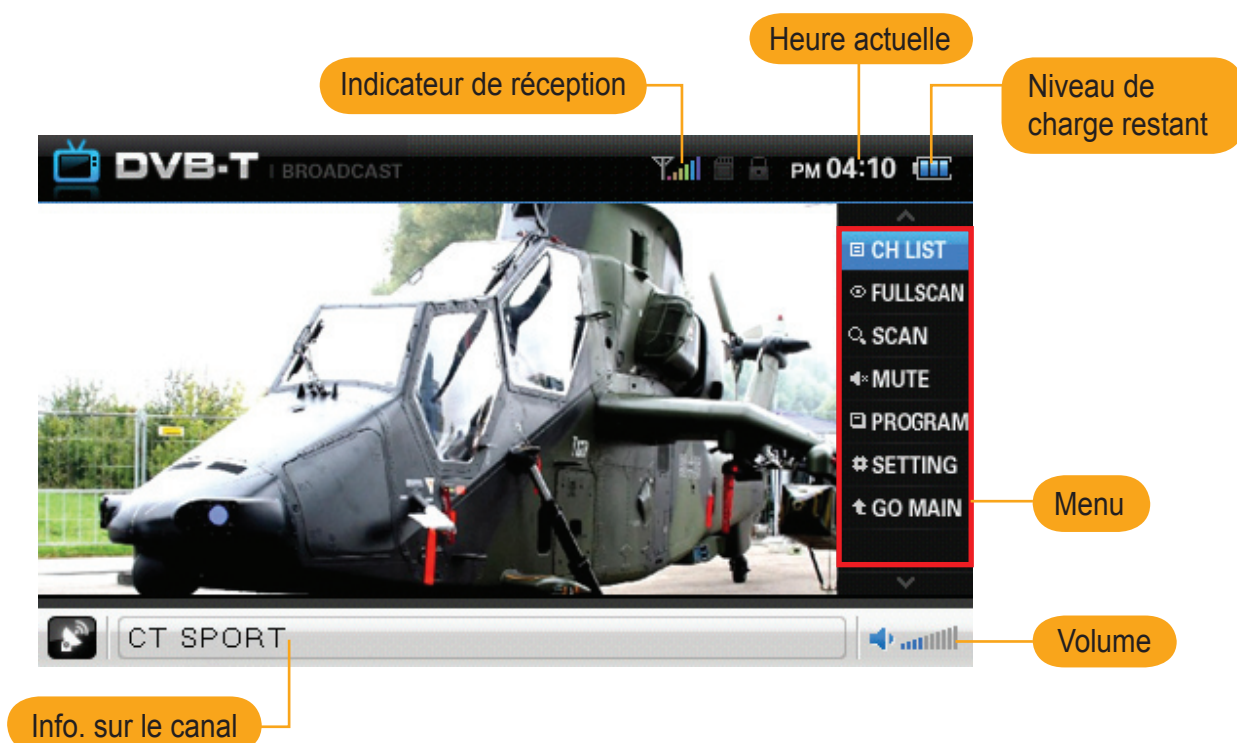 Heure actuelle
Indicateur de réception
Niveau de
charge restant
DVB-T | BROADCAST
PM 04:10
CH LIST
FULLSCAN
SCAN
MUTE
PROGRAM
SETTING
GO MAIN
Menu
CT SPORT
Volume
Info. sur le canal